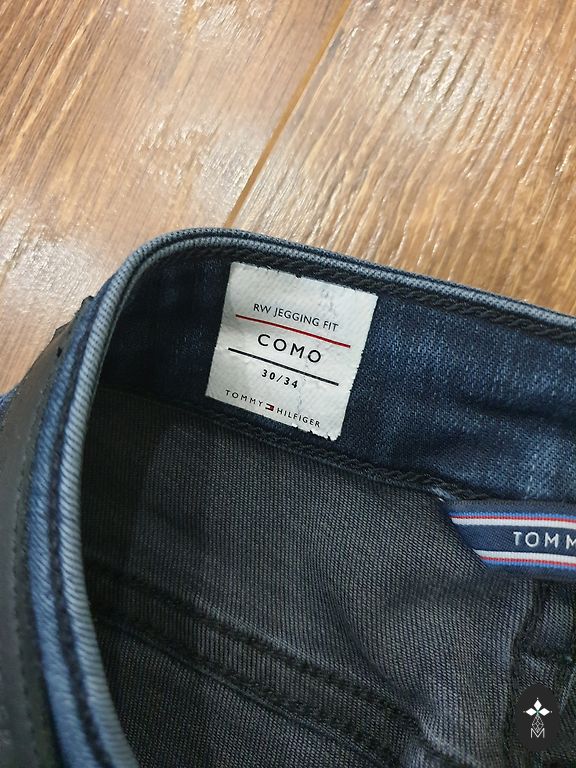 RW JEGGING FIT
COMO
30/34
TOMMY HILFIGER
TOMM
M